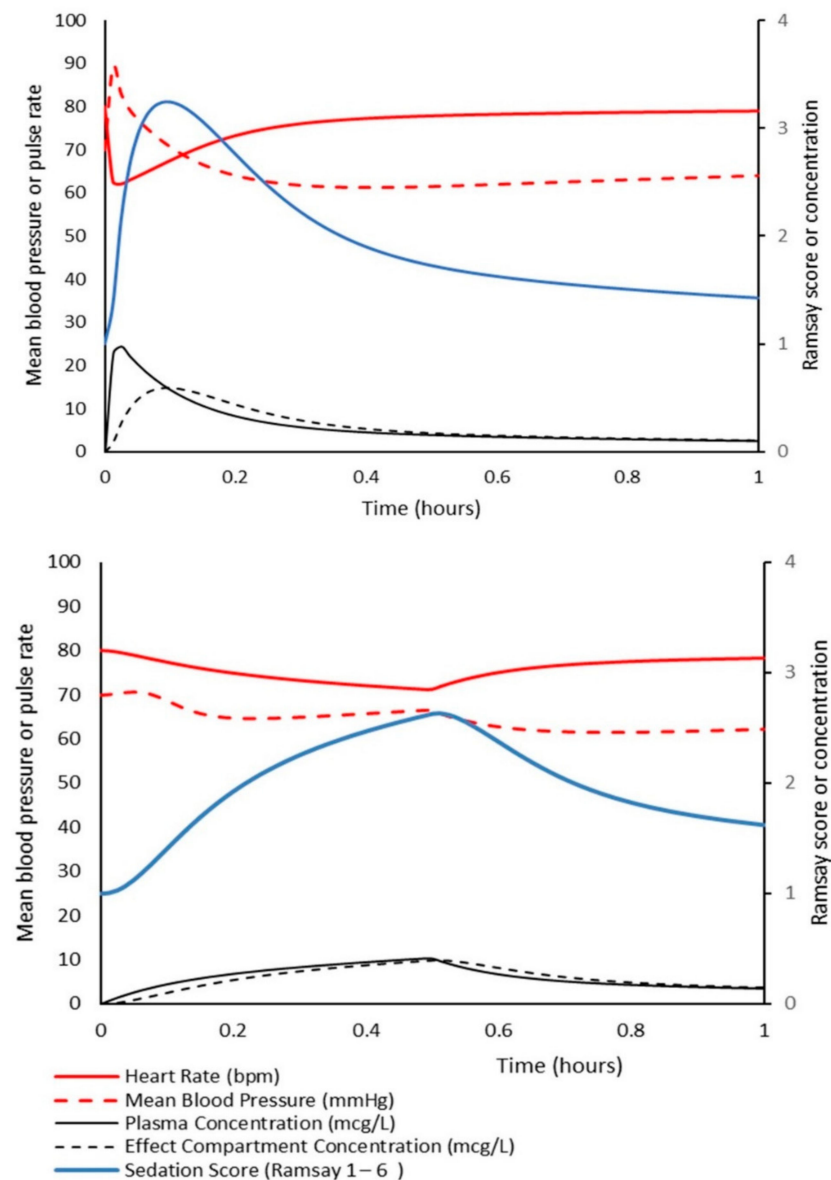 100
90
80
70
60
50
40
30
20
10
0
Mean blood pressure or pulse rate
4
3
2
1
0
Ramsay score or concentration
0 0.2 0.4 0.6 0.8 1
Time (hours)
100
90
80
70
60
50
40
30
20
10
0
Mean blood pressure or pulse rate
4
3
2
1
0
Ramsay score or concentration
0 0.2 0.4 0.6 0.8 1
Time (hours)
Heart Rate (bpm)
Mean Blood Pressure (mmHg)
Plasma Concentration (mcg/L)
Effect Compartment Concentration (mcg/L)
Sedation Score (Ramsay 1 – 6 )